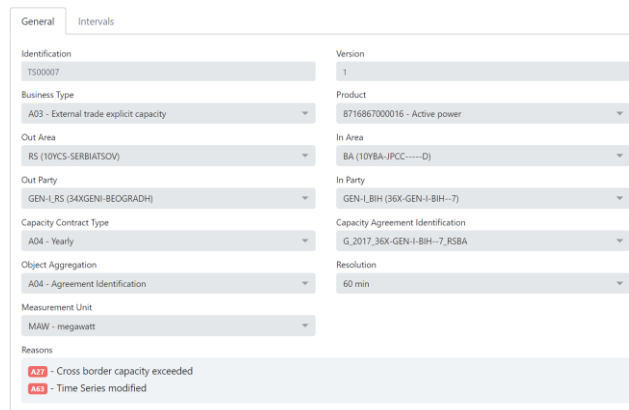 General Intervals
Identification Version
TS00007 1
Business Type Product
A03 - External trade explicit capacity 8716867000016 - Active power
Out Area In Area
RS (10YCS-SERBIATSOV) BA (10YBA-JPCC-----D)
Out Party In Party
GEN-I_RS (34XGENI-BEOGRADH) GEN-I_BIH (36X-GEN-I-BIH--7)
Capacity Contract Type Capacity Agreement Identification
A04 - Yearly G_2017_36X-GEN-I-BIH--7_RSBA
Object Aggregation Resolution
A04 - Agreement Identification 60 min
Measurement Unit
MAW - megawatt
Reasons
A27 - Cross border capacity exceeded
A63 - Time Series modified